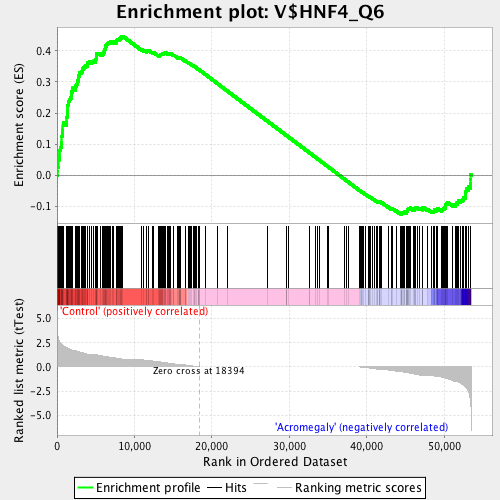 Enrichment plot: V$HNF4_Q6
Enrichment score (ES)
0.4
0.3
0.2
0.1
0.0
-0.1
'Control' (positively correlated)
Ranked list metric (tTest)
5.0
2.5
0.0
-2.5
-5.0
Zero cross at 18394
'Acromegaly' (negatively correlated)
0
10,000
20,000
30,000
40,000
50,000
Rank in Ordered Dataset
Enrichment profile
Hits
Ranking metric scores